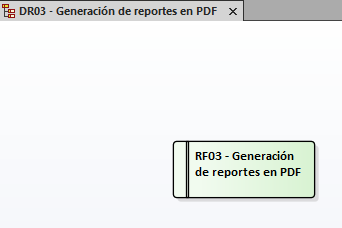 DR03 - Generación de reportes en PDF
RF03 - Generación
de reportes en PDF